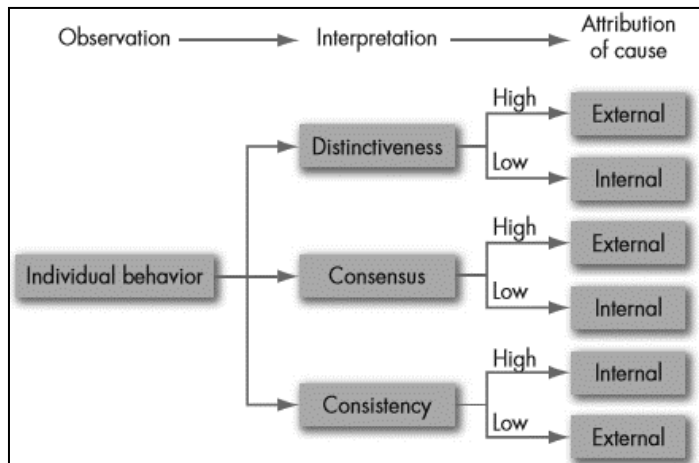 Observation Interpretation Attribution of cause
High
External
Distinctiveness
Low
Internal
High
External
Individual behavior
Consensus
Low
Internal
High
Internal
Consistency
Low
External